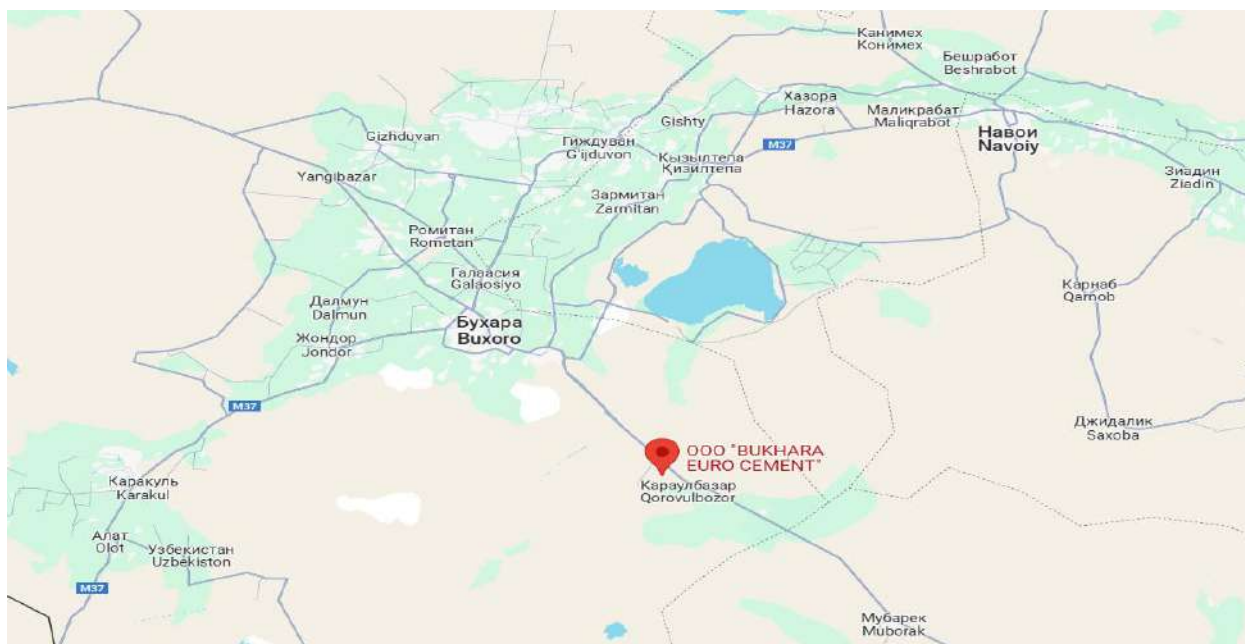 Канимех
Конимех
Бешработ
Beshrabot
Хазора
Hazora
Маликрабат
Maliqrabot
Навои
Navoiy
Gishty
Gizhduvan
Гиждуван
G'ijduvon
M37
Кызылтепа
Қизилтепа
Зиадин
Ziadin
Yangibazar
Зармитан
Zarmitan
Ромитан
Rometan
Галаасия
Galaosiyo
Карнаб
Qarnob
Далмун
Dalmun
Бухара
Buxoro
Жондор
Jondor
M37
Джидалик
Saxoba
ООО "BUKHARA
EURO CEMENT"
Караулбазар
Qorovulbozor
Каракуль
Karakul
Алат
Olot
Узбекистан
Uzbekiston
M37
Мубарек
Muborak